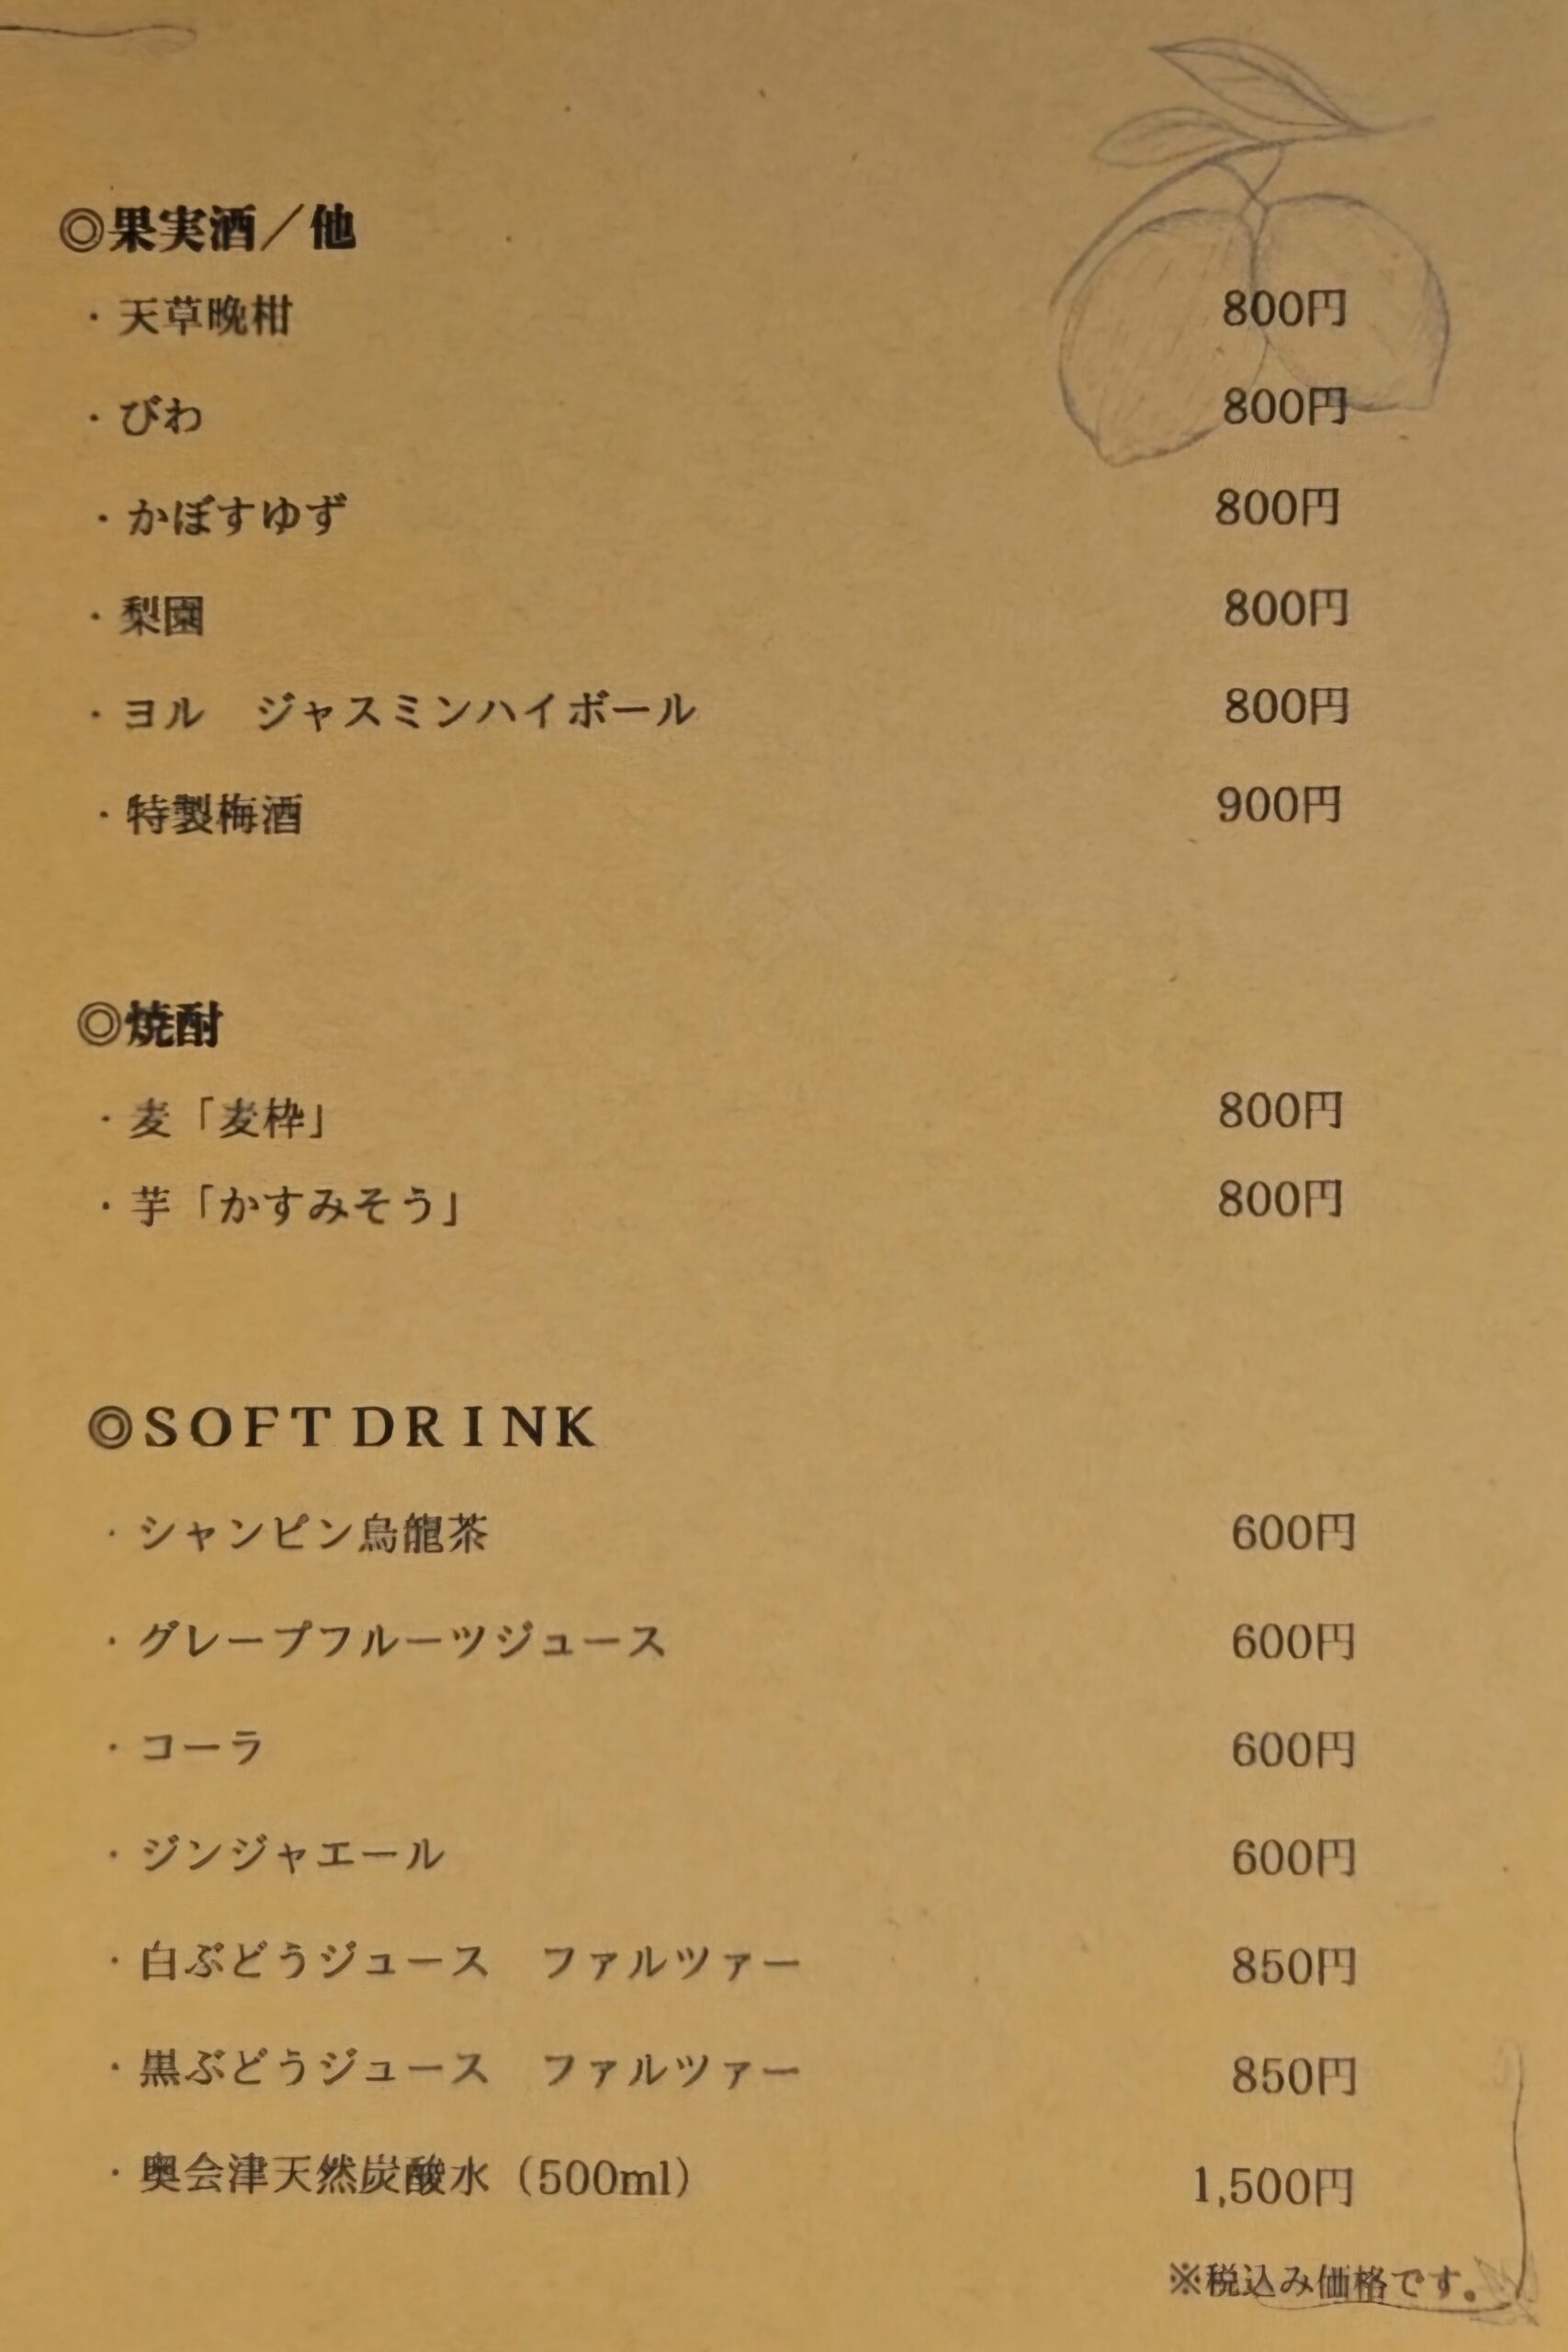 ◎果実酒／他
・天草晩柑 800円
・びわ 800円
・かぼすゆず 800円
・梨園 800円
・ヨル　ジャスミンハイボール 800円
・特製梅酒 900円
◎焼酎
・麦「麦枠」 800円
・芋「かすみそう」 800円
◎SOFT DRINK
・シャンピン烏龍茶 600円
・グレープフルーツジュース 600円
・コーラ 600円
・ジンジャエール 600円
・白ぶどうジュース　ファルツァー 850円
・黒ぶどうジュース　ファルツァー 850円
・奥会津天然炭酸水（500ml） 1,500円
※税込み価格です。